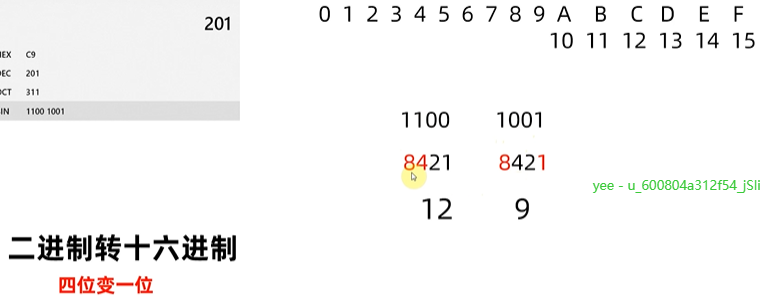 201
HEX C9
DEC 201
OCT 311
BIN 1100 1001
0 1 2 3 4 5 6 7 8 9 A B C D E F
10 11 12 13 14 15
1100 1001
8421 8421
12 9
yee - u_600804a312f54_jSli
二进制转十六进制
四位变一位